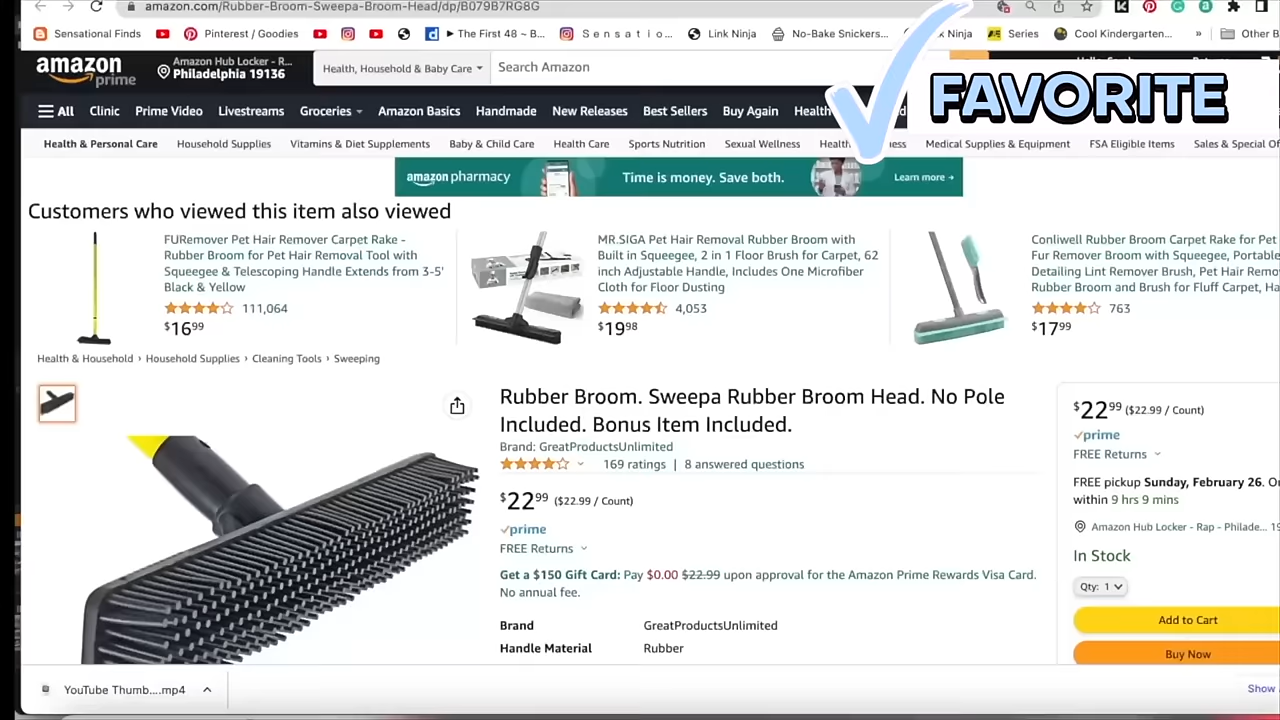 amazon.com/Rubber-Broom-Sweepa-Broom-Head/dp/B079B7RG8G
Sensational Finds
Pinterest / Goodies
The First 48 ~ B...
S e n s a t i o...
Link Ninja
No-Bake Snickers...
Ninja
Series
Cool Kindergarten...
»
Other B
amazon
prime
Amazon Hub Locker - R...
Philadelphia 19136
Health, Household & Baby Care
Search Amazon
FAVORITE
All
Clinic
Prime Video
Livestreams
Groceries
Amazon Basics
Handmade
New Releases
Best Sellers
Buy Again
Health & Personal Care
Household Supplies
Vitamins & Diet Supplements
Baby & Child Care
Health Care
Sports Nutrition
Sexual Wellness
Medical Supplies & Equipment
FSA Eligible Items
Sales & Special Of
amazon pharmacy
Time is money. Save both.
Learn more →
Customers who viewed this item also viewed
FURemover Pet Hair Remover Carpet Rake -
Rubber Broom for Pet Hair Removal Tool with
Squeegee & Telescoping Handle Extends from 3-5'
Black & Yellow
111,064
$16 99
MR.SIGA Pet Hair Removal Rubber Broom with
Built in Squeegee, 2 in 1 Floor Brush for Carpet, 62
inch Adjustable Handle, Includes One Microfiber
Cloth for Floor Dusting
4,053
$19 98
Conliwell Rubber Broom Carpet Rake for Pet
Fur Remover Broom with Squeegee, Portable
Detailing Lint Remover Brush, Pet Hair Remov
Rubber Broom and Brush for Fluff Carpet, Ha
763
$17 99
Health & Household › Household Supplies › Cleaning Tools › Sweeping
Rubber Broom. Sweepa Rubber Broom Head. No Pole
Included. Bonus Item Included.
Brand: GreatProductsUnlimited
169 ratings | 8 answered questions
$22 99 ($22.99 / Count)
prime
FREE Returns
Get a $150 Gift Card: Pay $0.00 $22.99 upon approval for the Amazon Prime Rewards Visa Card.
No annual fee.
Brand GreatProductsUnlimited
Handle Material Rubber
$22 99 ($22.99 / Count)
prime
FREE Returns
FREE pickup Sunday, February 26. O
within 9 hrs 9 mins
Amazon Hub Locker - Rap - Philade... 19
In Stock
Qty: 1
Add to Cart
Buy Now
YouTube Thumb....mp4
Show